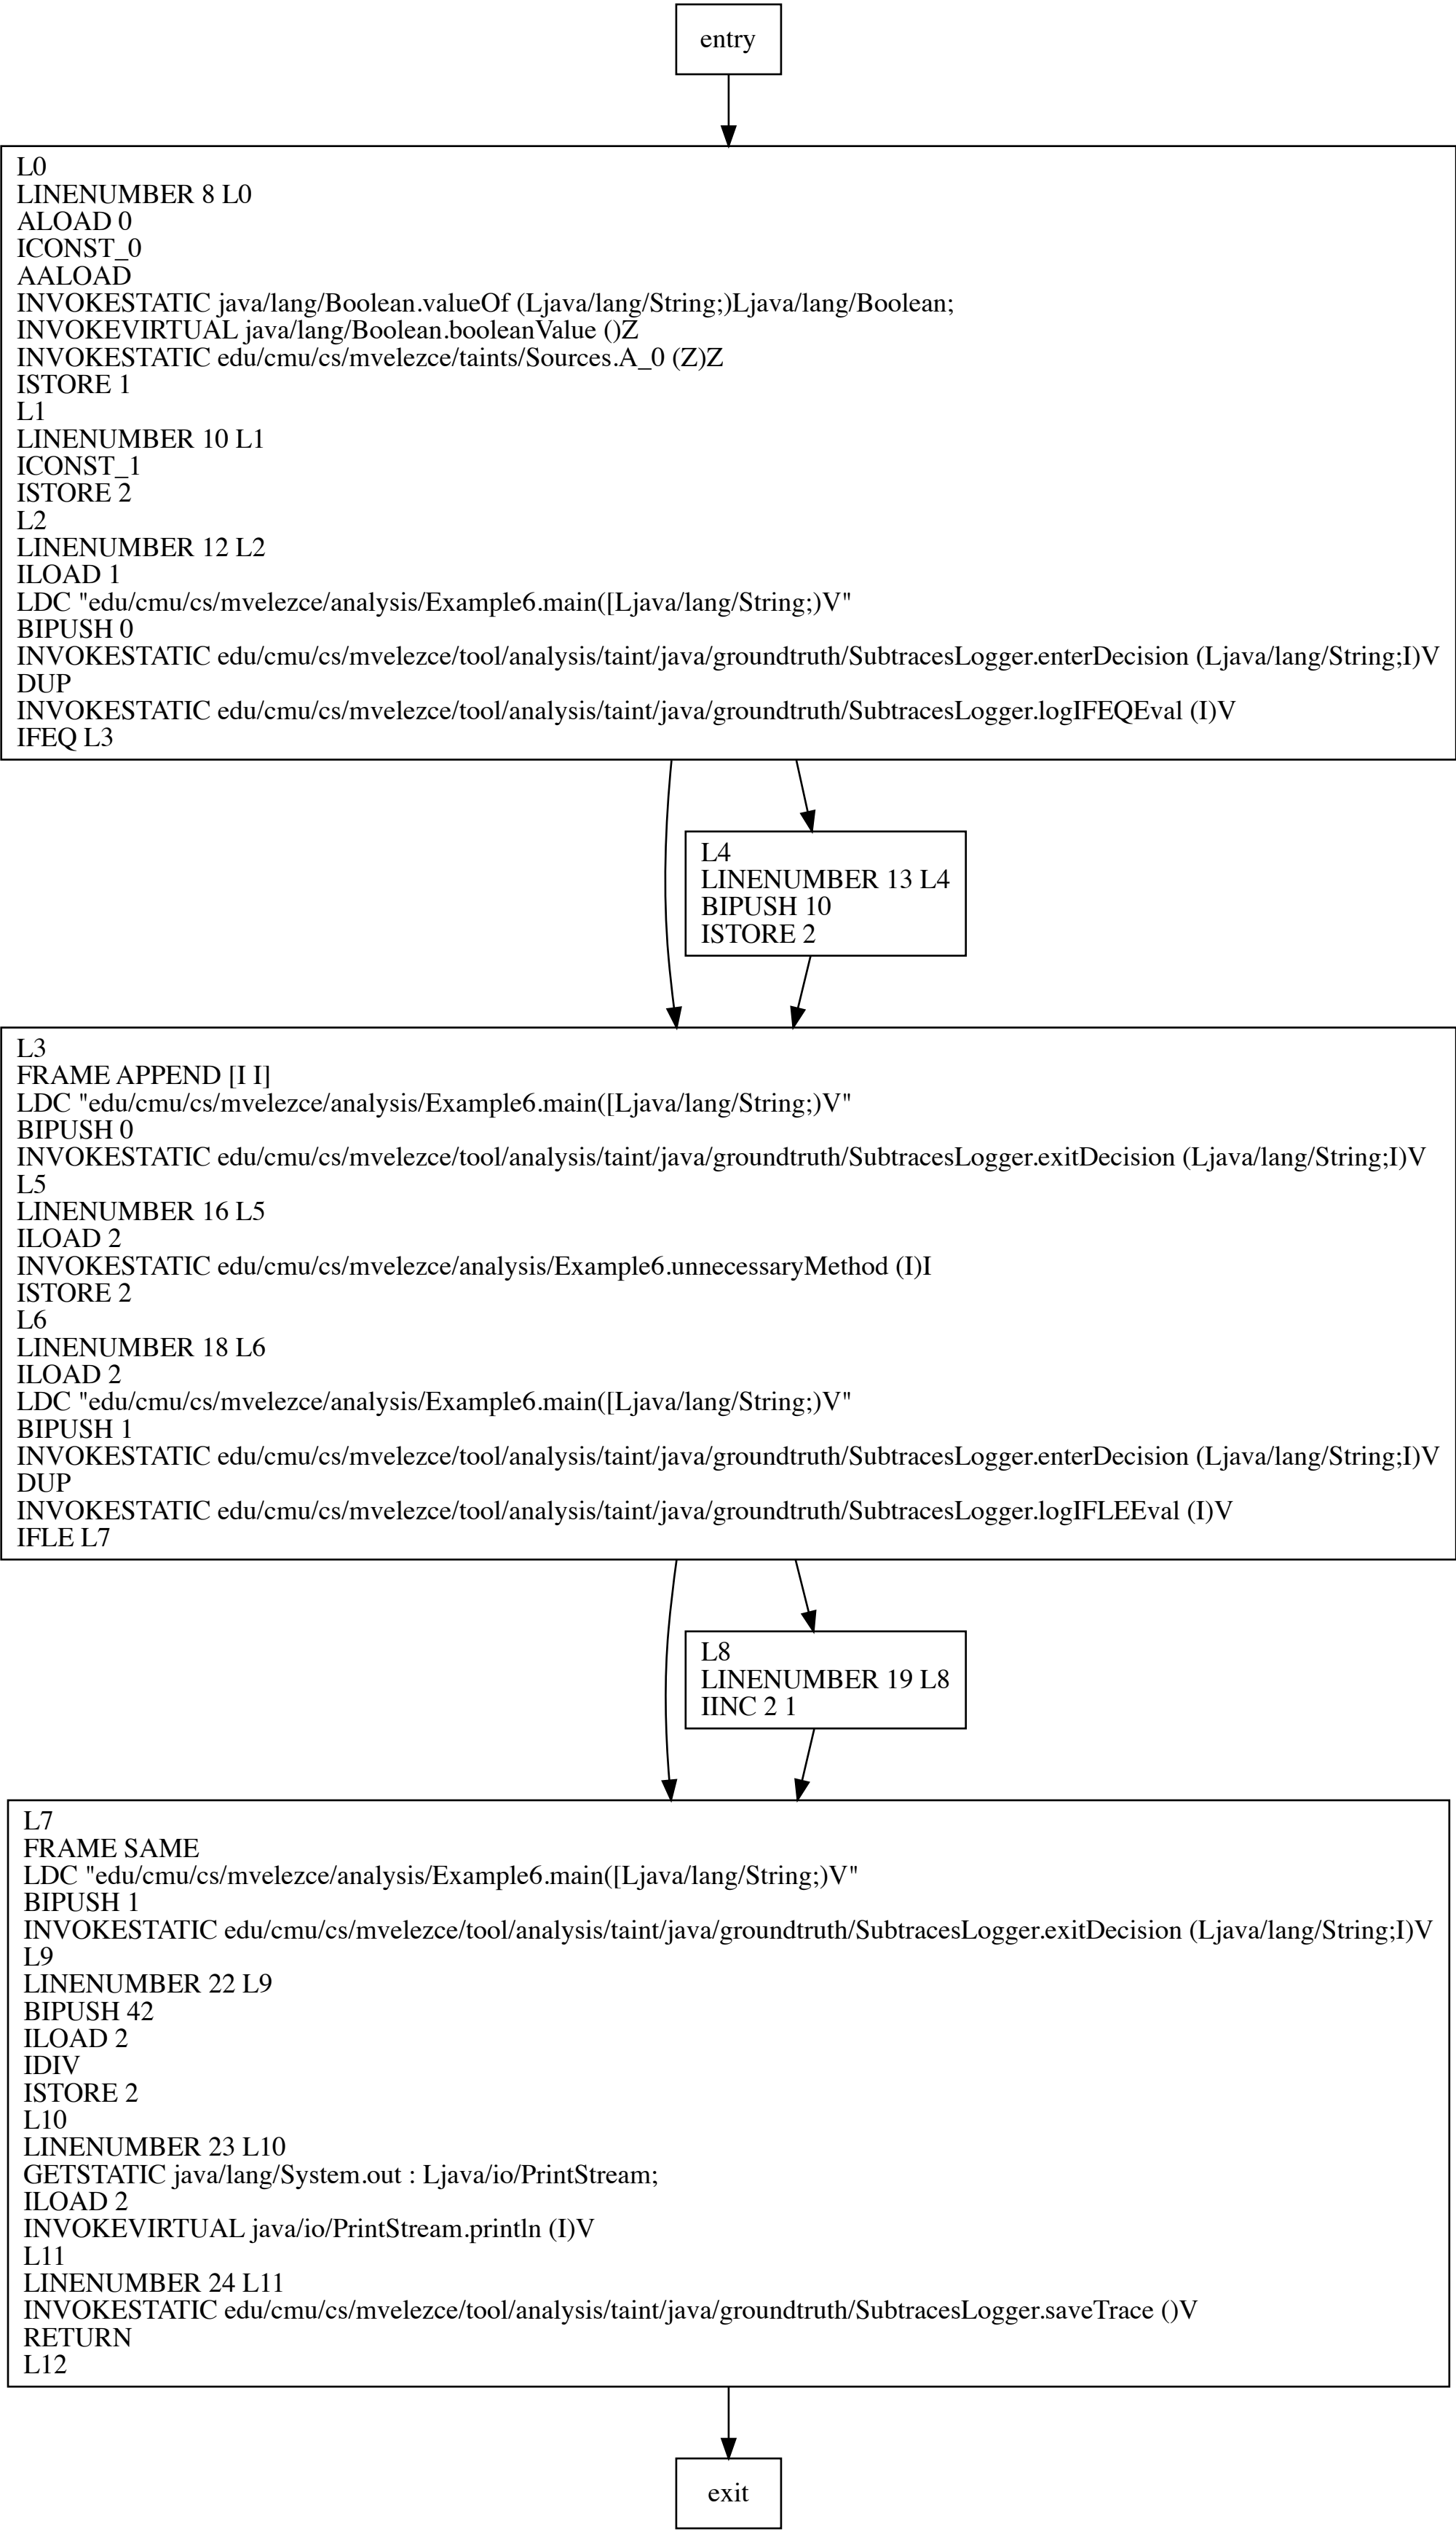 entry
L0
LINENUMBER 8 L0
ALOAD 0
ICONST_0
AALOAD
INVOKESTATIC java/lang/Boolean.valueOf (Ljava/lang/String;)Ljava/lang/Boolean;
INVOKEVIRTUAL java/lang/Boolean.booleanValue ()Z
INVOKESTATIC edu/cmu/cs/mvelezce/taints/Sources.A_0 (Z)Z
ISTORE 1
L1
LINENUMBER 10 L1
ICONST_1
ISTORE 2
L2
LINENUMBER 12 L2
ILOAD 1
LDC "edu/cmu/cs/mvelezce/analysis/Example6.main([Ljava/lang/String;)V"
BIPUSH 0
INVOKESTATIC edu/cmu/cs/mvelezce/tool/analysis/taint/java/groundtruth/SubtracesLogger.enterDecision (Ljava/lang/String;I)V
DUP
INVOKESTATIC edu/cmu/cs/mvelezce/tool/analysis/taint/java/groundtruth/SubtracesLogger.logIFEQEval (I)V
IFEQ L3
L4
LINENUMBER 13 L4
BIPUSH 10
ISTORE 2
L3
FRAME APPEND [I I]
LDC "edu/cmu/cs/mvelezce/analysis/Example6.main([Ljava/lang/String;)V"
BIPUSH 0
INVOKESTATIC edu/cmu/cs/mvelezce/tool/analysis/taint/java/groundtruth/SubtracesLogger.exitDecision (Ljava/lang/String;I)V
L5
LINENUMBER 16 L5
ILOAD 2
INVOKESTATIC edu/cmu/cs/mvelezce/analysis/Example6.unnecessaryMethod (I)I
ISTORE 2
L6
LINENUMBER 18 L6
ILOAD 2
LDC "edu/cmu/cs/mvelezce/analysis/Example6.main([Ljava/lang/String;)V"
BIPUSH 1
INVOKESTATIC edu/cmu/cs/mvelezce/tool/analysis/taint/java/groundtruth/SubtracesLogger.enterDecision (Ljava/lang/String;I)V
DUP
INVOKESTATIC edu/cmu/cs/mvelezce/tool/analysis/taint/java/groundtruth/SubtracesLogger.logIFLEEval (I)V
IFLE L7
L8
LINENUMBER 19 L8
IINC 2 1
L7
FRAME SAME
LDC "edu/cmu/cs/mvelezce/analysis/Example6.main([Ljava/lang/String;)V"
BIPUSH 1
INVOKESTATIC edu/cmu/cs/mvelezce/tool/analysis/taint/java/groundtruth/SubtracesLogger.exitDecision (Ljava/lang/String;I)V
L9
LINENUMBER 22 L9
BIPUSH 42
ILOAD 2
IDIV
ISTORE 2
L10
LINENUMBER 23 L10
GETSTATIC java/lang/System.out : Ljava/io/PrintStream;
ILOAD 2
INVOKEVIRTUAL java/io/PrintStream.println (I)V
L11
LINENUMBER 24 L11
INVOKESTATIC edu/cmu/cs/mvelezce/tool/analysis/taint/java/groundtruth/SubtracesLogger.saveTrace ()V
RETURN
L12
exit